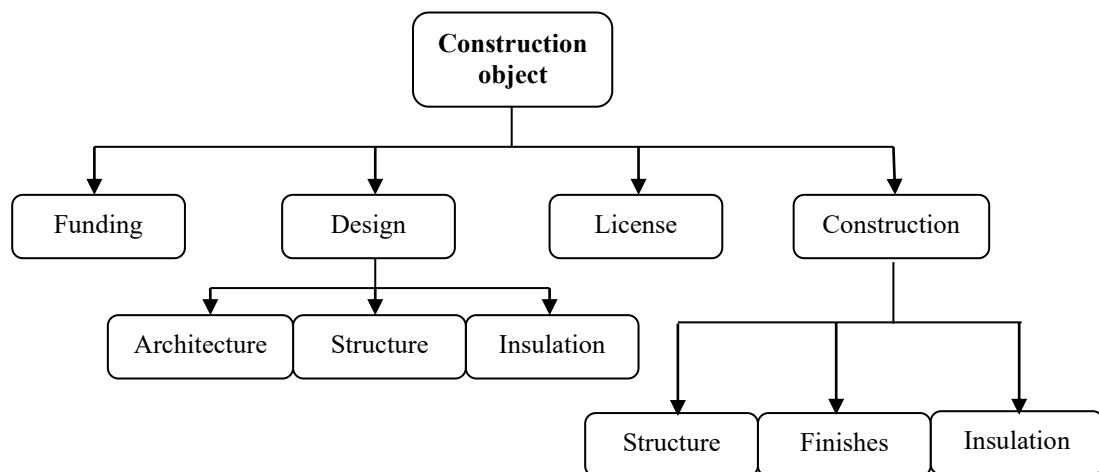 Construction
object
Funding
Design
License
Construction
Architecture
Structure
Insulation
Structure
Finishes
Insulation